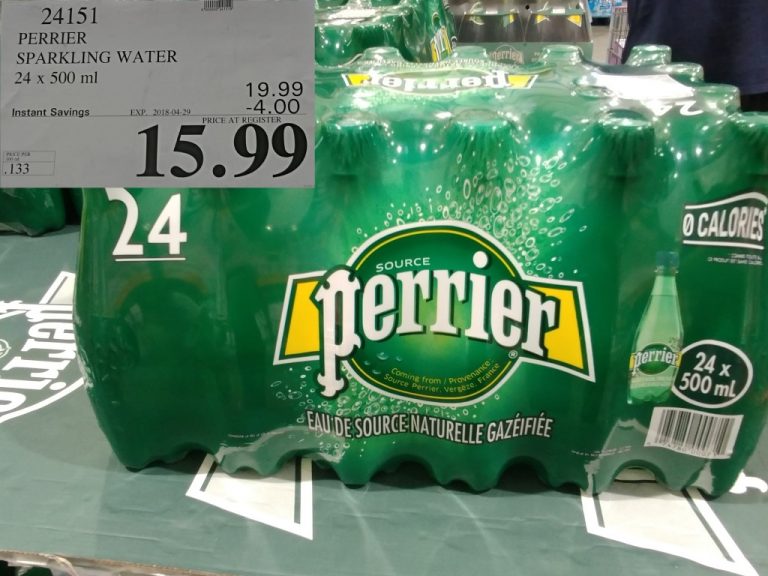 24151
PERRIER
SPARKLING WATER
24 x 500 ml
19.99
Instant Savings EXP. 2018-04-29 -4.00
PRICE AT REGISTER
15.99
PRICE PER
.133
perrier
24
0 CALORIES
SOURCE
perrier
®
Coming from / Provenance
Source Perrier, Vergèze, France
EAU DE SOURCE NATURELLE GAZÉIFIÉE
perrier
24 x
500 mL